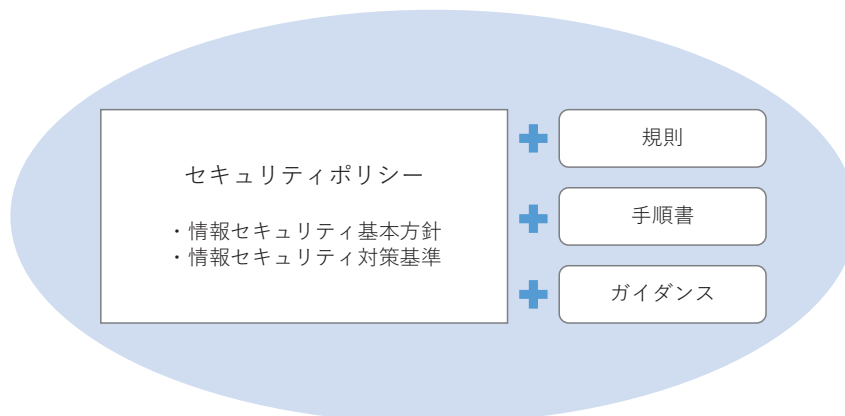 セキュリティポリシー
・情報セキュリティ基本方針
・情報セキュリティ対策基準
規則
手順書
ガイダンス